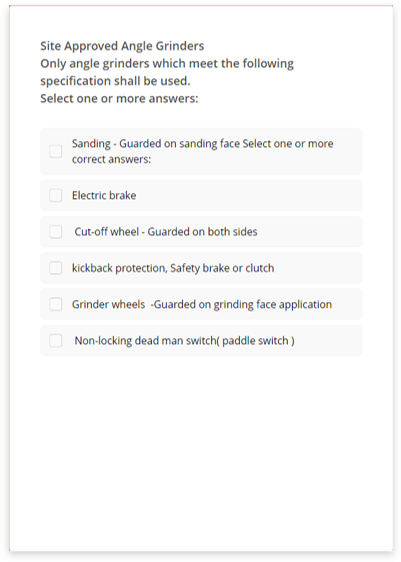 Site Approved Angle Grinders
Only angle grinders which meet the following
specification shall be used.
Select one or more answers:
Sanding - Guarded on sanding face Select one or more
correct answers:
Electric brake
Cut-off wheel - Guarded on both sides
kickback protection, Safety brake or clutch
Grinder wheels -Guarded on grinding face application
Non-locking dead man switch( paddle switch )